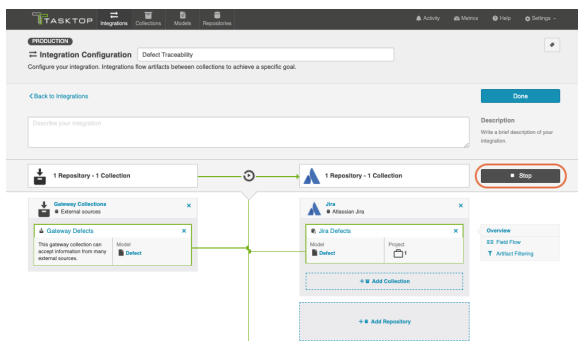 TASKTOP
Integrations
Collections
Models
Repositories
Activity
Metrics
Help
Settings
PRODUCTION
Integration Configuration
Defect Traceability
Configure your integration. Integrations flow artifacts between collections to achieve a specific goal.
Back to Integrations
Done
Describe your integration
Description
Write a brief description of your
integration.
1 Repository - 1 Collection
1 Repository - 1 Collection
Stop
Gateway Collections
External sources
Gateway Defects
This gateway collection can
accept information from many
external sources.
Model
Defect
Jira
Atlassian Jira
Jira Defects
Model
Defect
Project
1
+ Add Collection
+ Add Repository
Overview
Field Flow
Artifact Filtering